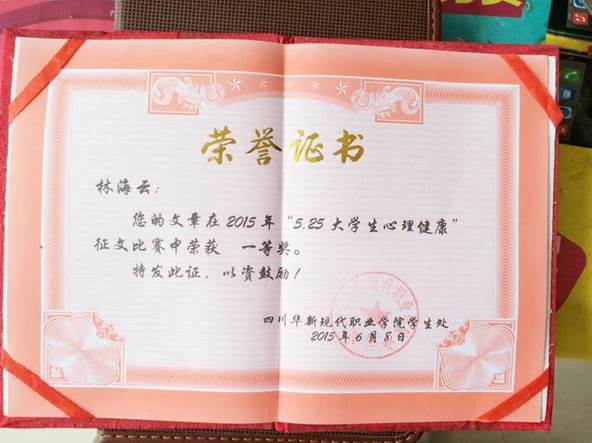 荣誉证书
林海云：
您的文章在2015年“5.25大学生心理健康”
征文比赛中荣获 一等奖。
特发此证，以资鼓励！
四川华新现代职业学院学生处
2015年6月8日